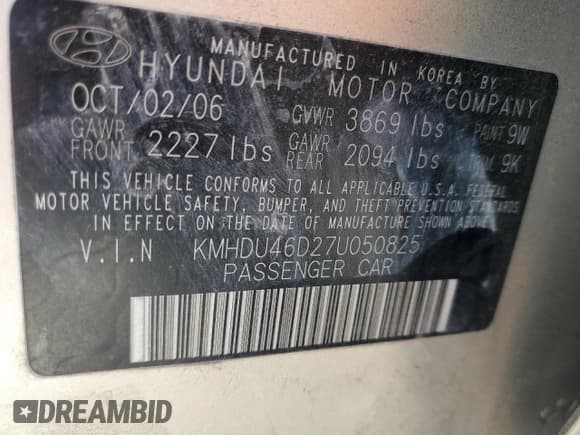 MANUFACTURED IN KOREA BY
HYUNDAI MOTOR COMPANY
OCT/02/06 GVWR 3869 lbs PAINT 9W
GAWR FRONT 2227 lbs GAWR REAR 2094 lbs 9K
THIS VEHICLE CONFORMS TO ALL APPLICABLE U.S.A. FEDERAL
MOTOR VEHICLE SAFETY, BUMPER, AND THEFT PREVENTION STANDARDS
IN EFFECT ON THE DATE OF MANUFACTURE SHOWN ABOVE
V.I.N KMHDU46D27U050825
PASSENGER CAR
DREAMBID